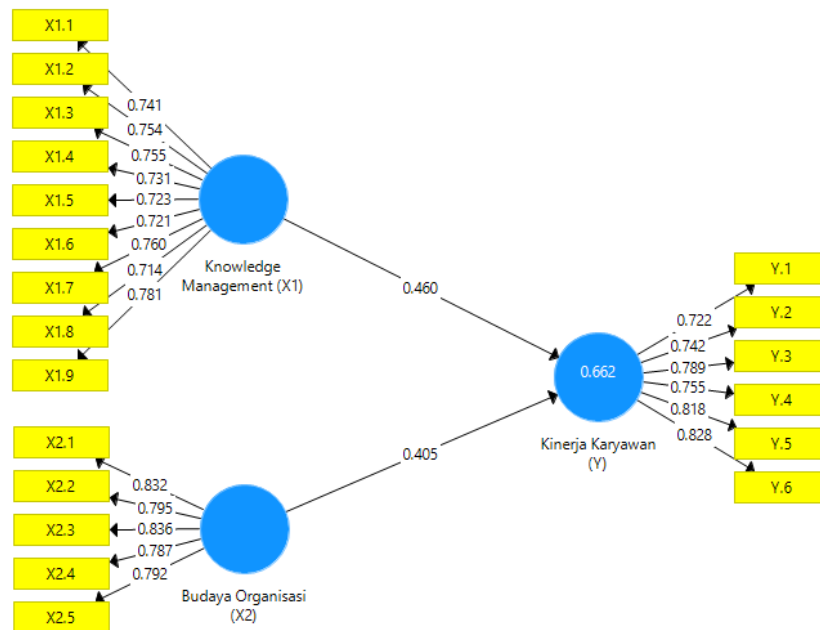 X1.1
X1.2
X1.3
X1.4
X1.5
X1.6
X1.7
X1.8
X1.9
0.741
0.754
0.755
0.731
0.723
0.721
0.760
0.714
0.781
Knowledge
Management (X1)
0.460
X2.1
X2.2
X2.3
X2.4
X2.5
0.832
0.795
0.836
0.787
0.792
Budaya Organisasi
(X2)
0.405
0.662
Kinerja Karyawan
(Y)
0.722
0.742
0.789
0.755
0.818
0.828
Y.1
Y.2
Y.3
Y.4
Y.5
Y.6